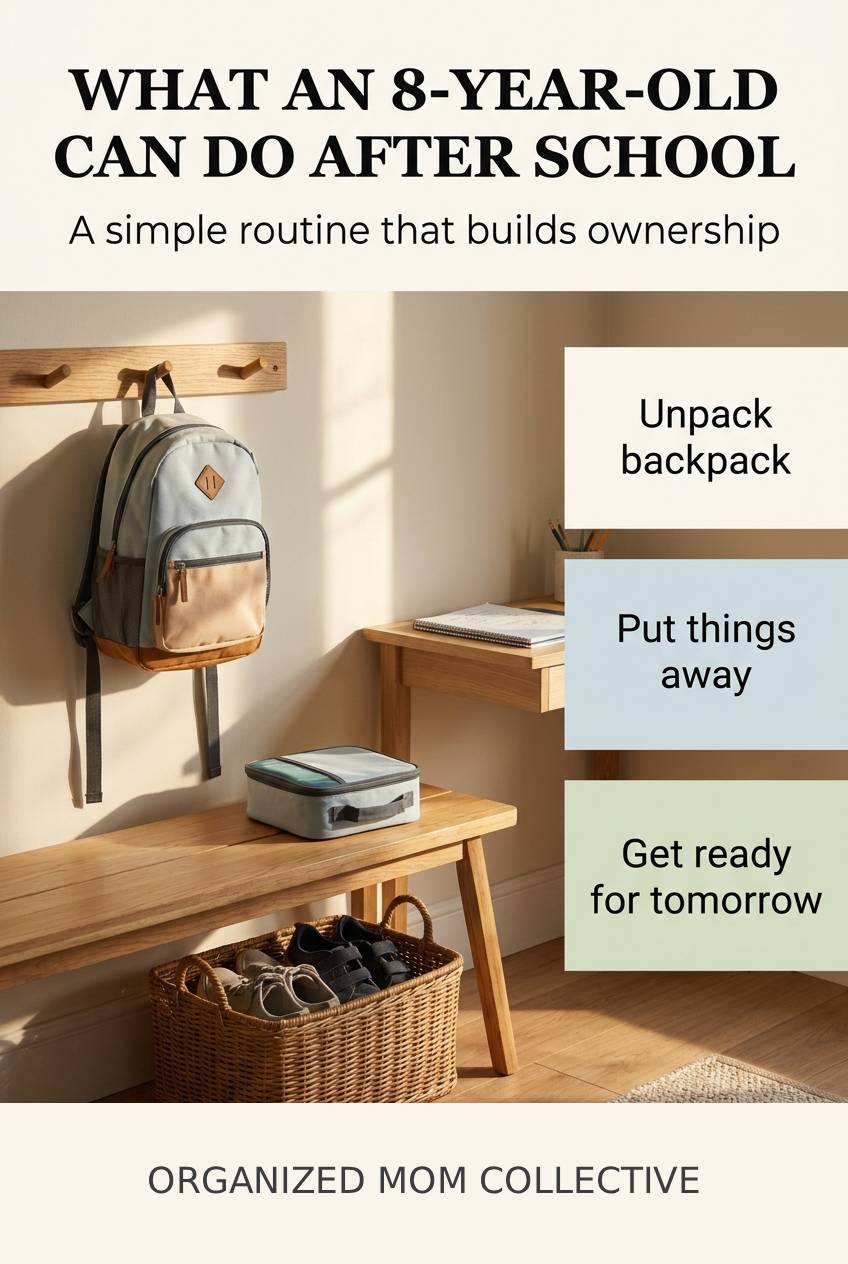 WHAT AN 8-YEAR-OLD
CAN DO AFTER SCHOOL
A simple routine that builds ownership
Unpack
backpack
Put things
away
Get ready
for tomorrow
ORGANIZED MOM COLLECTIVE